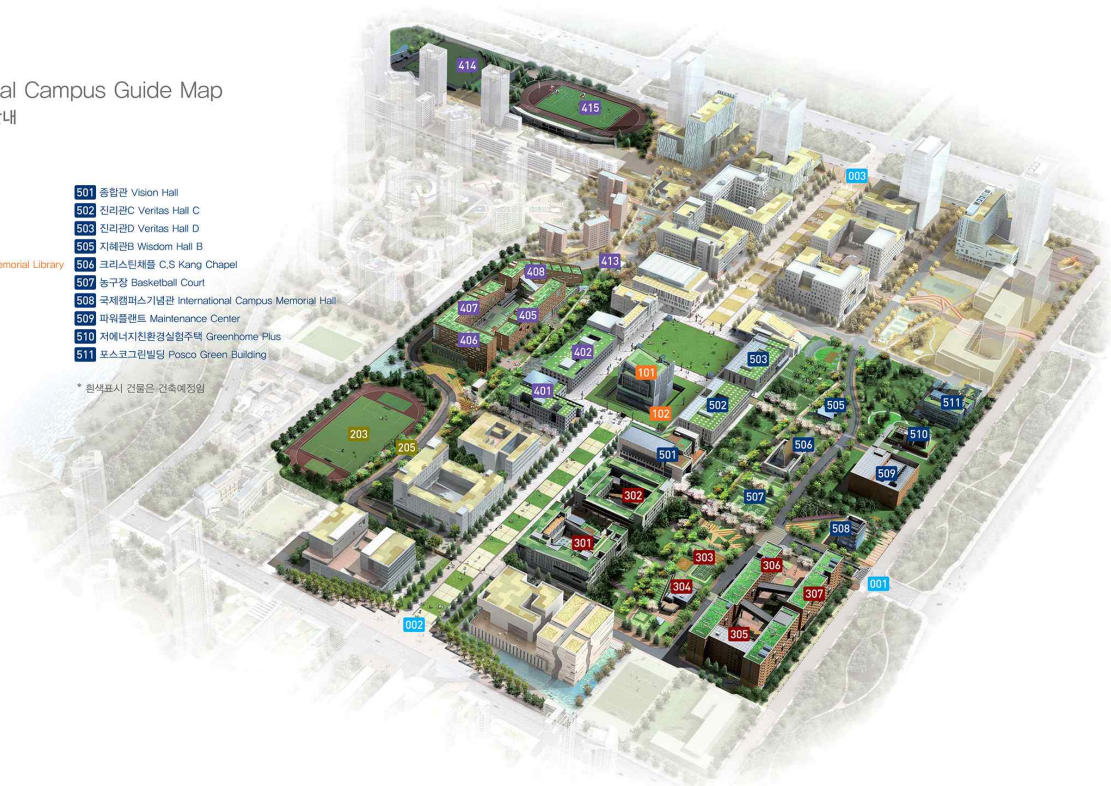 al Campus Guide Map
안내
501 종합관 Vision Hall
502 진리관C Veritas Hall C
503 진리관D Veritas Hall D
505 지혜관B Wisdom Hall B
emorial Library
506 크리스틴채플 C,S Kang Chapel
507 농구장 Basketball Court
508 국제캠퍼스기념관 International Campus Memorial Hall
509 파워플랜트 Maintenance Center
510 저에너지친환경실험주택 Greenhome Plus
511 포스코그린빌딩 Posco Green Building
* 흰색표시 건물은 건축예정임
414
415
003
413
408
407
405
406
402
503
401
101
102
502
505
511
203
205
501
506
510
509
302
507
301
508
303
306
304
307
001
305
002